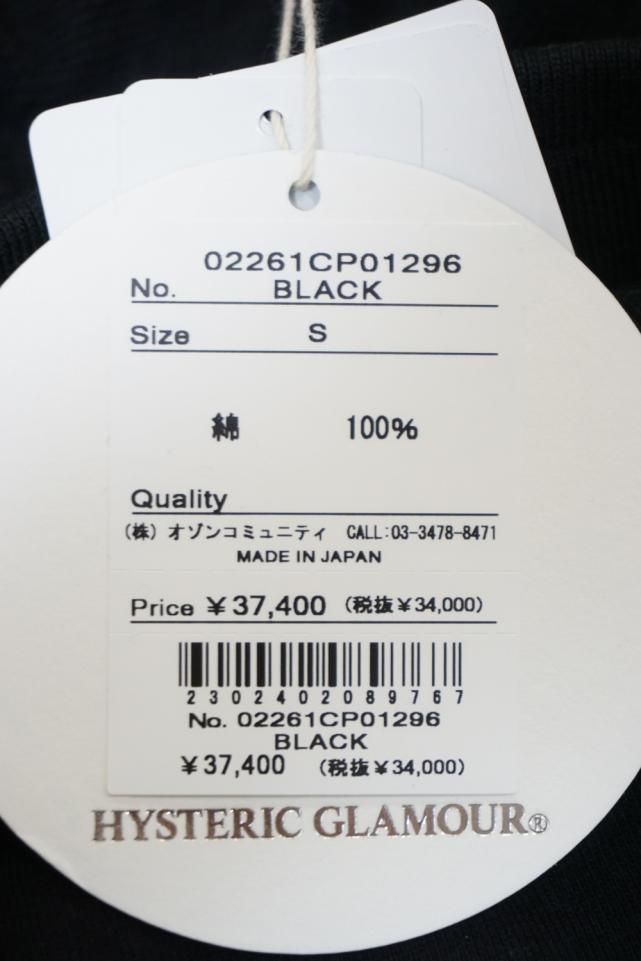 02261CP01296
No. BLACK
Size S
綿 100%
Quality
(株) オゾンコミュニティ CALL:03-3478-8471
MADE IN JAPAN
Price ¥37,400 (税抜¥34,000)
2302402089767
No. 02261CP01296
BLACK
¥37,400 (税抜¥34,000)
HYSTERIC GLAMOUR®